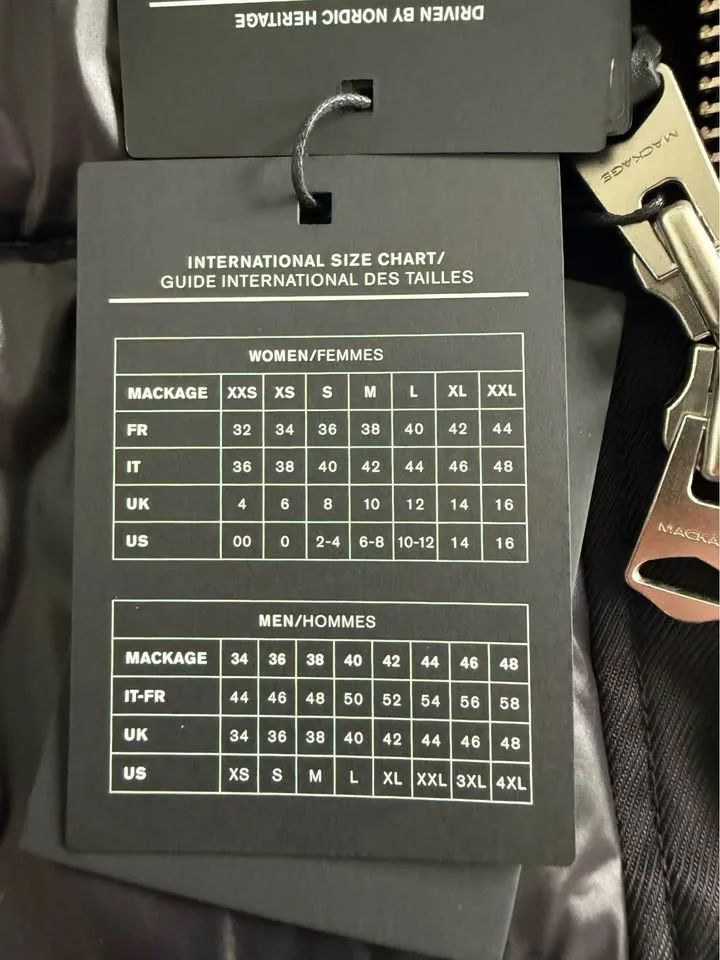 DRIVEN BY NORDIC HERITAGE
MACKAGE
INTERNATIONAL SIZE CHART/
GUIDE INTERNATIONAL DES TAILLES
WOMEN/FEMMES
MACKAGE XXS XS S M L XL XXL
FR 32 34 36 38 40 42 44
IT 36 38 40 42 44 46 48
UK 4 6 8 10 12 14 16
US 00 0 2-4 6-8 10-12 14 16
MACKA
MEN/HOMMES
MACKAGE 34 36 38 40 42 44 46 48
IT-FR 44 46 48 50 52 54 56 58
UK 34 36 38 40 42 44 46 48
US XS S M L XL XXL 3XL 4XL